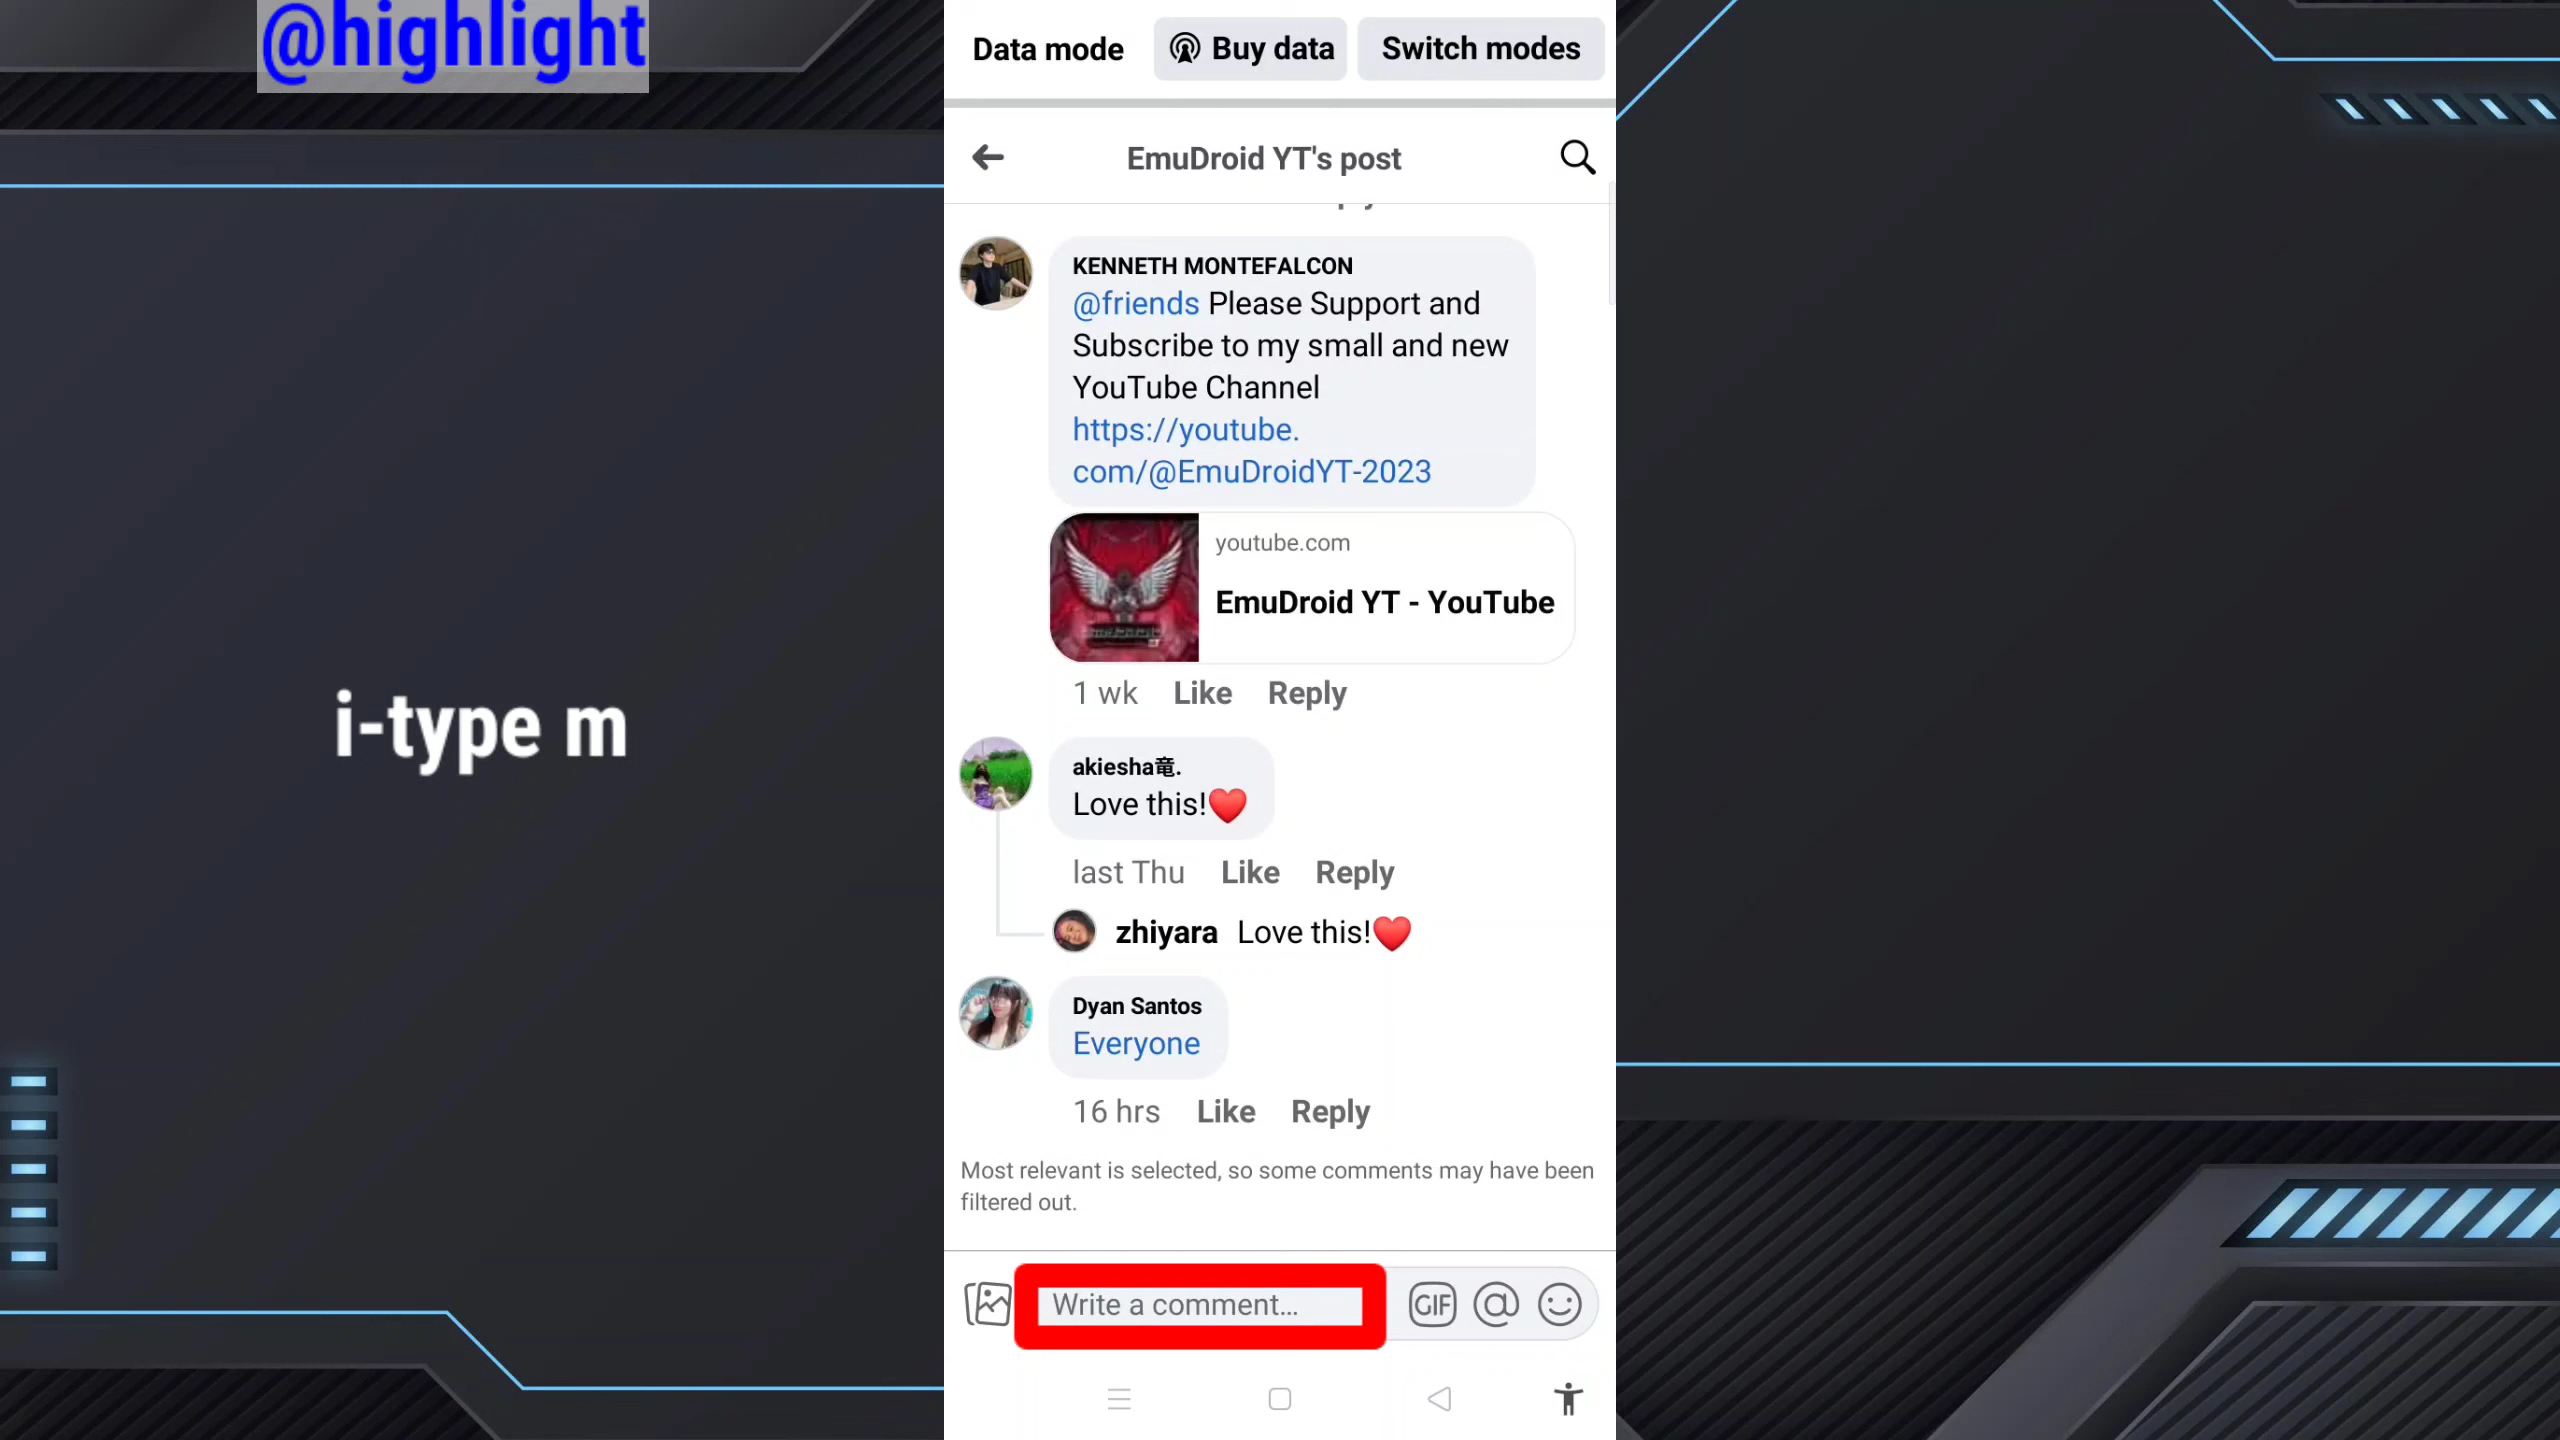 @highlight
i-type m
Data mode
Buy data
Switch modes
EmuDroid YT's post
KENNETH MONTEFALCON
@friends Please Support and
Subscribe to my small and new
YouTube Channel
https://youtube.
com/@EmuDroidYT-2023
youtube.com
EmuDroid YT - YouTube
1 wk Like Reply
akiesha竜.
Love this!❤️
last Thu Like Reply
zhiyara Love this!❤️
Dyan Santos
Everyone
16 hrs Like Reply
Most relevant is selected, so some comments may have been
filtered out.
Write a comment...
GIF